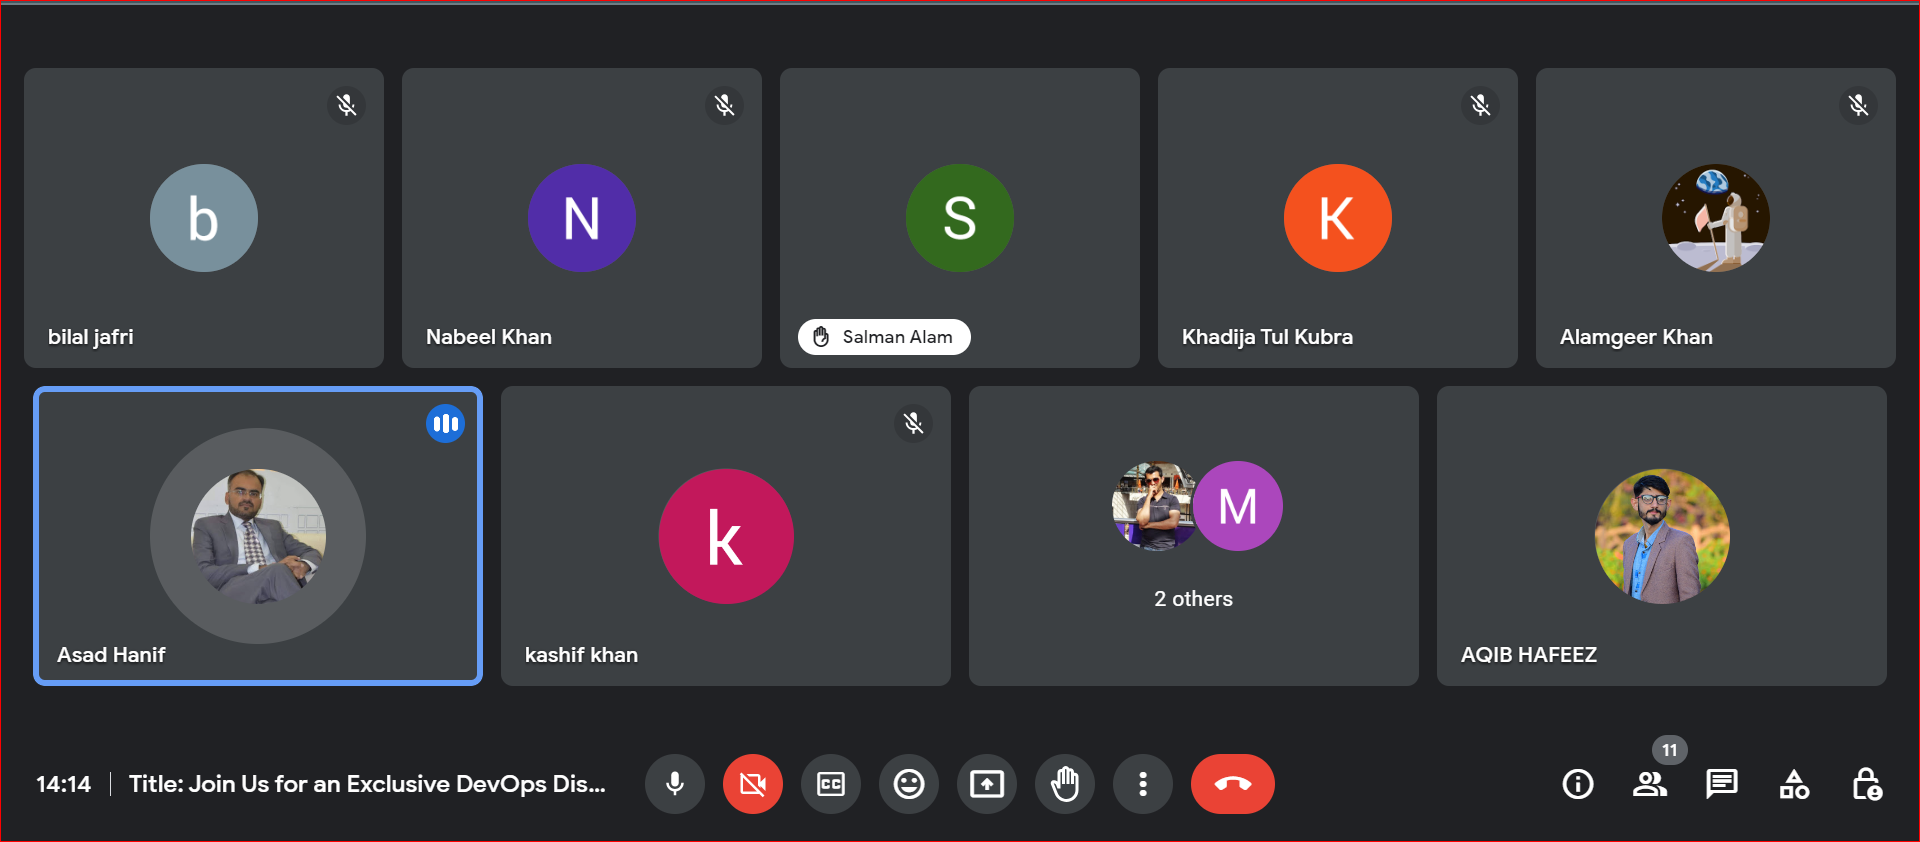 b
N
S
K
bilal jafri
Nabeel Khan
Salman Alam
Khadija Tul Kubra
Alamgeer Khan
k
M
2 others
Asad Hanif
kashif khan
AQIB HAFEEZ
11
14:14 Title: Join Us for an Exclusive DevOps Dis...
CC